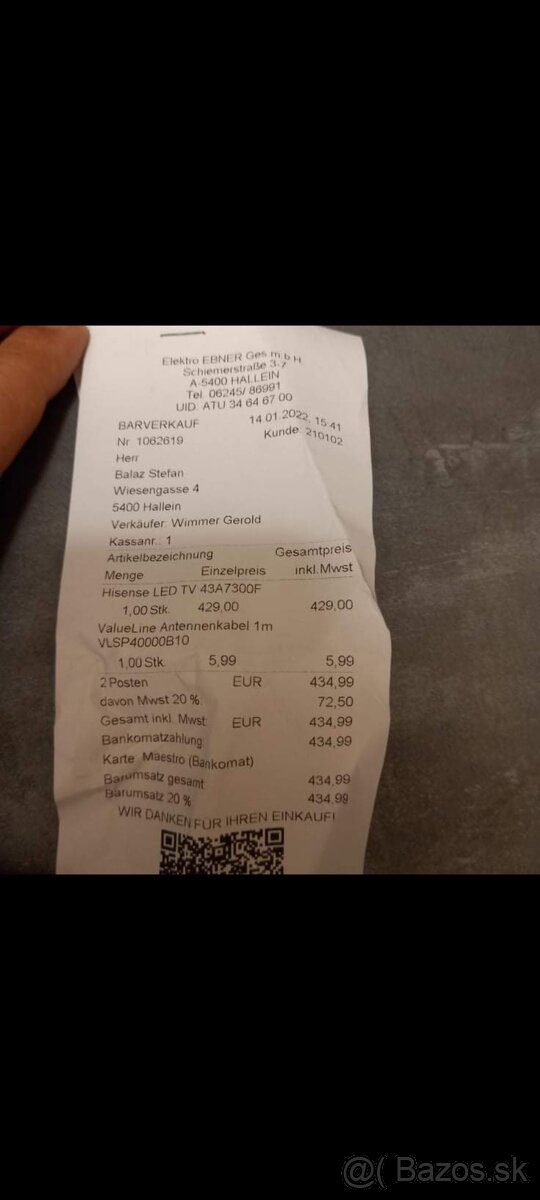 Elektro EBNER Ges.m.b.H
Schiemerstraße 3-7
A-5400 HALLEIN
Tel. 06245/ 86991
UID: ATU 34 64 67 00
BARVERKAUF 14.01.2022, 15:41
Nr 1062619 Kunde: 210102
Herr
Balaz Stefan
Wiesengasse 4
5400 Hallein
Verkäufer: Wimmer Gerold
Kassanr.: 1
Artikelbezeichnung Gesamtpreis
Menge Einzelpreis inkl.Mwst
Hisense LED TV 43A7300F
1,00 Stk. 429,00 429,00
ValueLine Antennenkabel 1m
VLSP40000B10
1,00 Stk. 5,99 5,99
2 Posten EUR 434,99
davon Mwst 20 % 72,50
Gesamt inkl. Mwst EUR 434,99
Bankomatzahlung 434,99
Karte: Maestro (Bankomat)
Barumsatz gesamt 434,99
Barumsatz 20 % 434,99
WIR DANKEN FÜR IHREN EINKAUF!
@( Bazos.sk